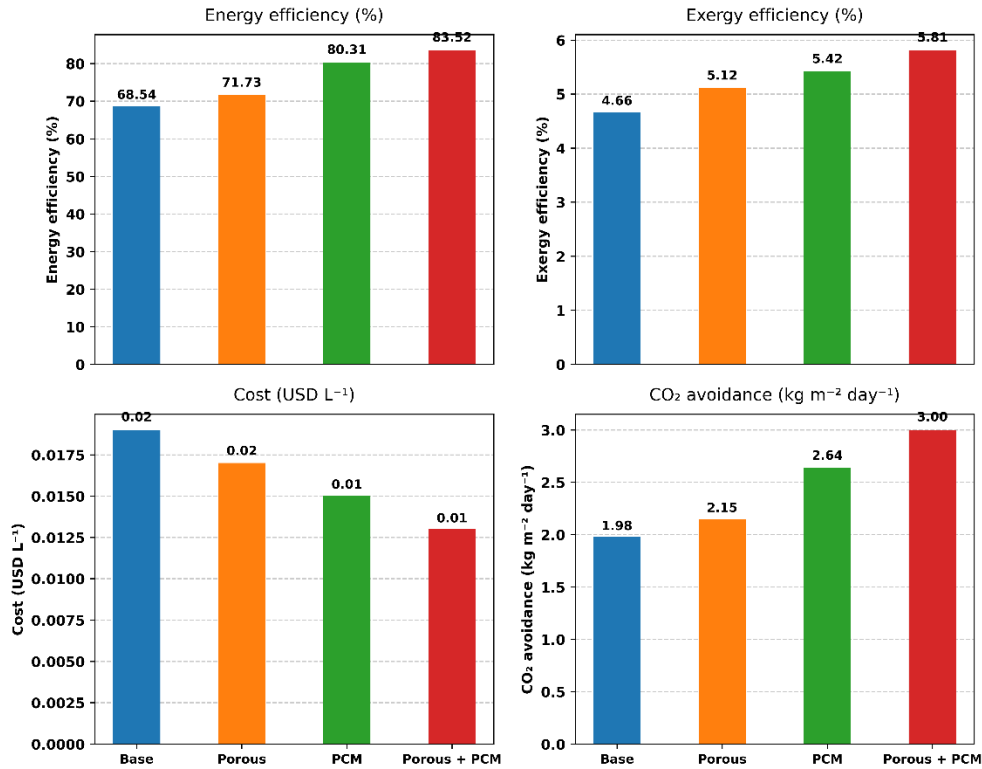 Energy efficiency (%)
Energy efficiency (%)
80
70
60
50
40
30
20
10
0
68.54
71.73
80.31
83.52
Exergy efficiency (%)
Exergy efficiency (%)
6
5
4
3
2
1
0
4.66
5.12
5.42
5.81
Cost (USD L⁻¹)
Cost (USD L⁻¹)
0.0175
0.0150
0.0125
0.0100
0.0075
0.0050
0.0025
0.0000
0.02
0.02
0.01
0.01
Base
Porous
PCM
Porous + PCM
CO₂ avoidance (kg m⁻² day⁻¹)
CO₂ avoidance (kg m⁻² day⁻¹)
3.0
2.5
2.0
1.5
1.0
0.5
0.0
1.98
2.15
2.64
3.00
Base
Porous
PCM
Porous + PCM